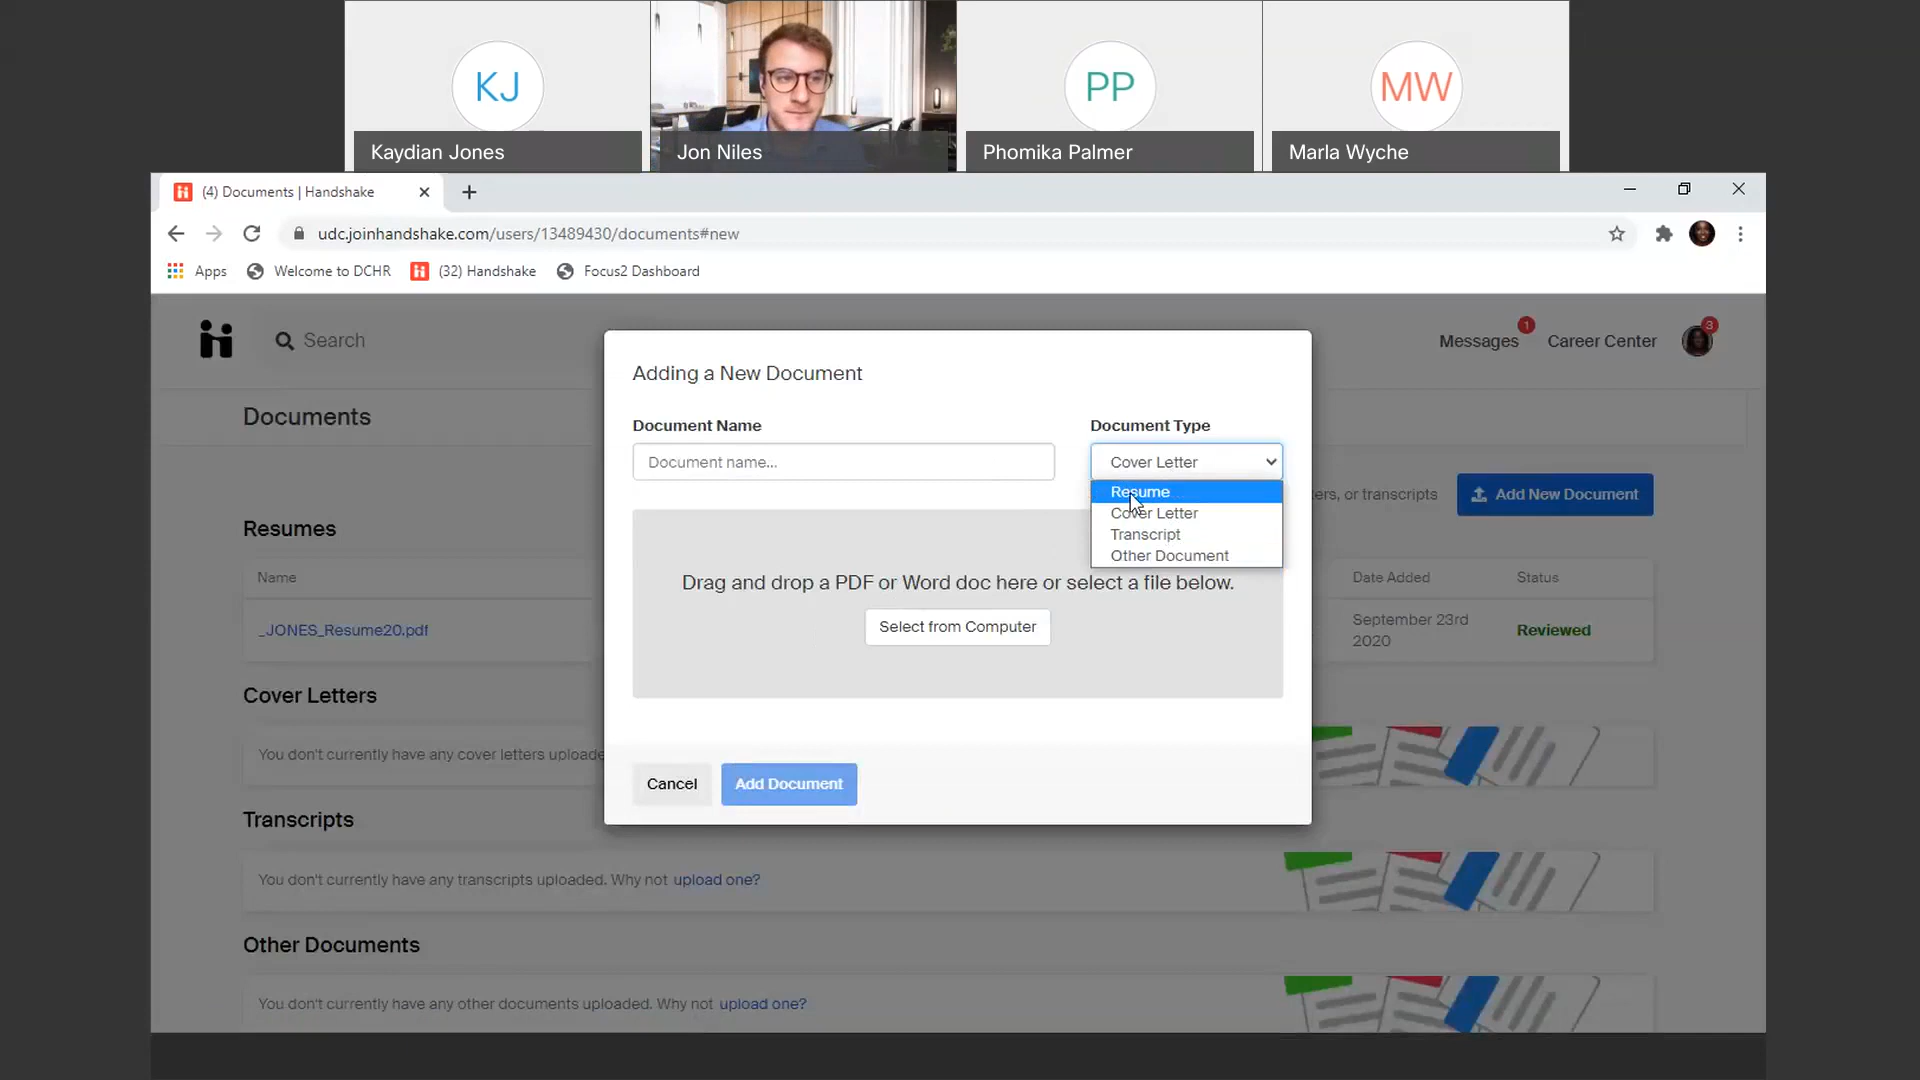 KJ
PP
MW
Kaydian Jones
Jon Niles
Phomika Palmer
Marla Wyche
(4) Documents | Handshake
udc.joinhandshake.com/users/13489430/documents#new
Apps
Welcome to DCHR
(32) Handshake
Focus2 Dashboard
Search
Messages
1
Career Center
3
Documents
Adding a New Document
Document Name
Document Type
Document name...
Cover Letter
Resume
Cover Letter
Transcript
Other Document
or transcripts
Add New Document
Drag and drop a PDF or Word doc here or select a file below.
Select from Computer
Cancel
Add Document
Resumes
Name
Date Added
Status
_JONES_Resume20.pdf
September 23rd
2020
Reviewed
Cover Letters
You don't currently have any cover letters
Transcripts
You don't currently have any transcripts uploaded. Why not upload one?
Other Documents
You don't currently have any other documents uploaded. Why not upload one?